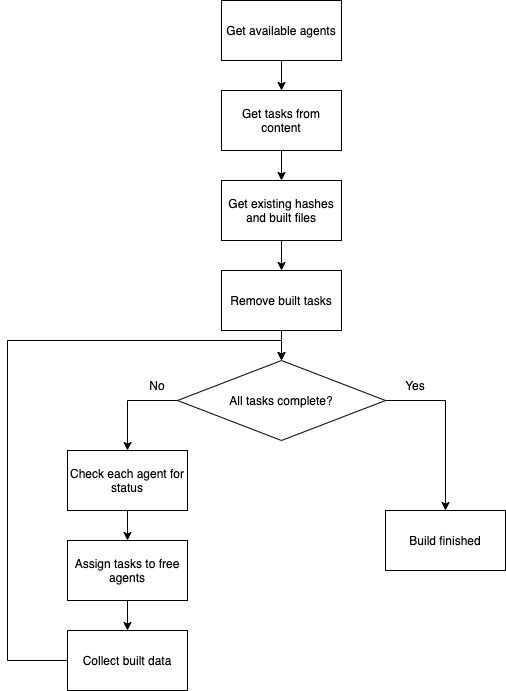 Get available agents
Get tasks from
content
Get existing hashes
and built files
Remove built tasks
All tasks complete?
No
Yes
Check each agent for
status
Assign tasks to free
agents
Collect built data
Build finished